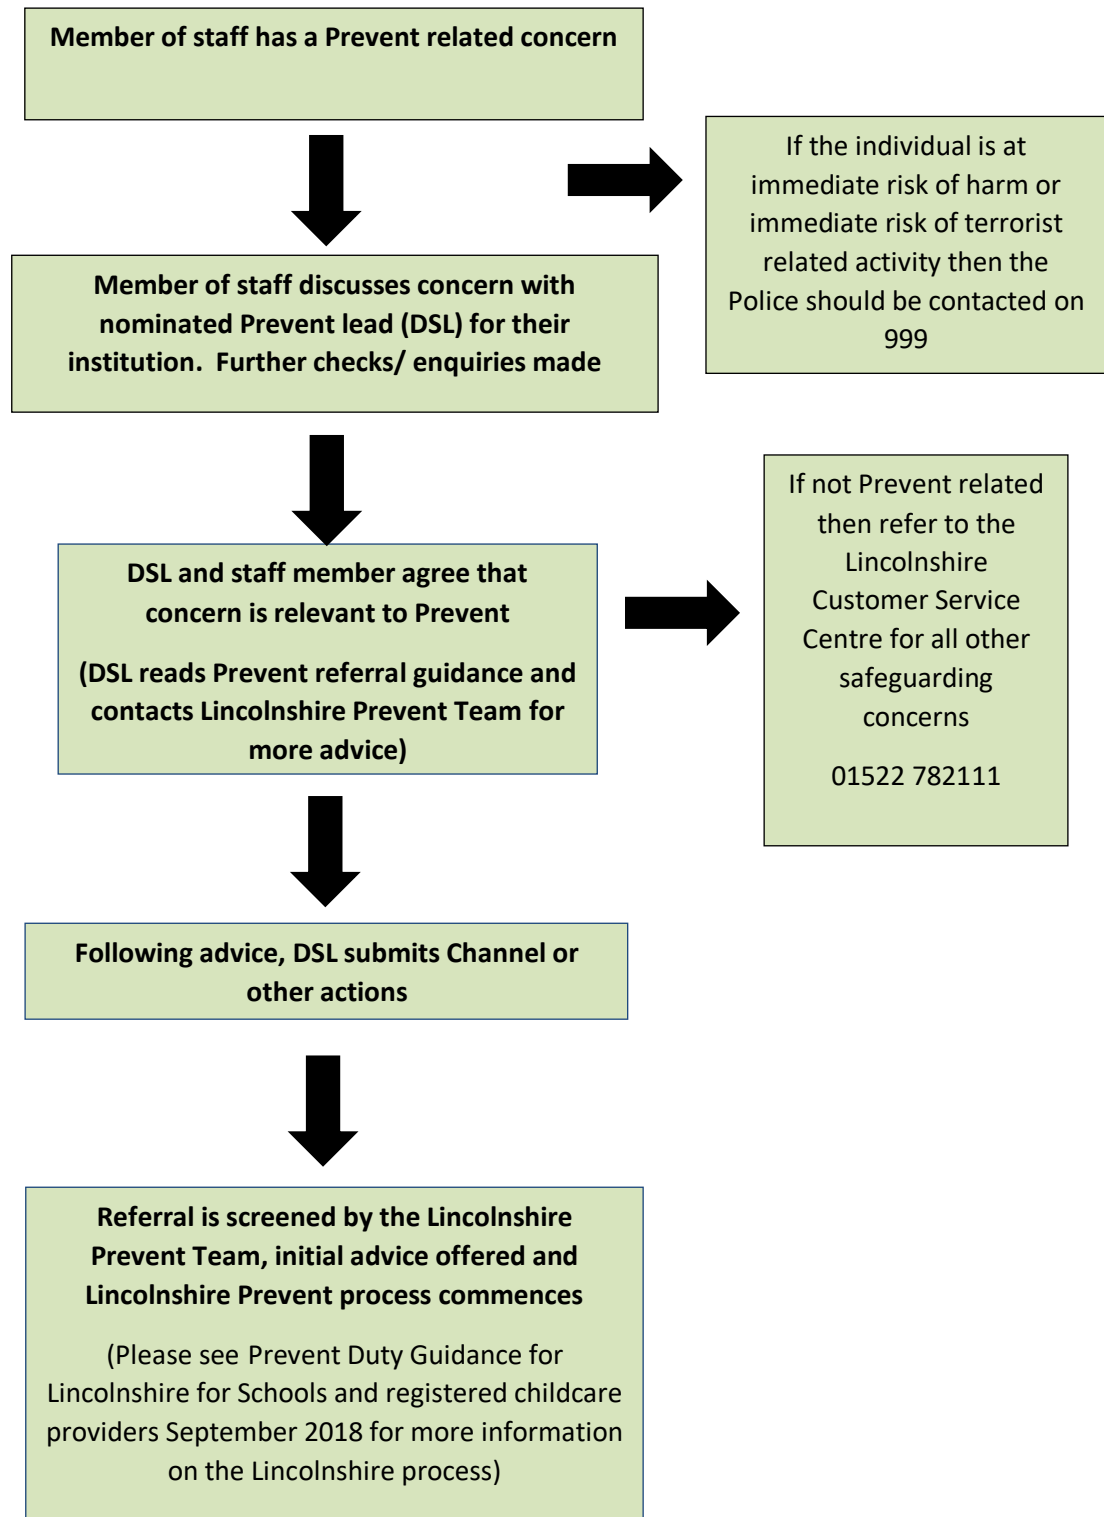 Member of staff has a Prevent related concern
If the individual is at
immediate risk of harm or
immediate risk of terrorist
related activity then the
Police should be contacted on
999
Member of staff discusses concern with
nominated Prevent lead (DSL) for their
institution.  Further checks/ enquiries made
DSL and staff member agree that
concern is relevant to Prevent
(DSL reads Prevent referral guidance and
contacts Lincolnshire Prevent Team for
more advice)
If not Prevent related
then refer to the
Lincolnshire
Customer Service
Centre for all other
safeguarding
concerns
01522 782111
Following advice, DSL submits Channel or
other actions
Referral is screened by the Lincolnshire
Prevent Team, initial advice offered and
Lincolnshire Prevent process commences
(Please see Prevent Duty Guidance for
Lincolnshire for Schools and registered childcare
providers September 2018 for more information
on the Lincolnshire process)